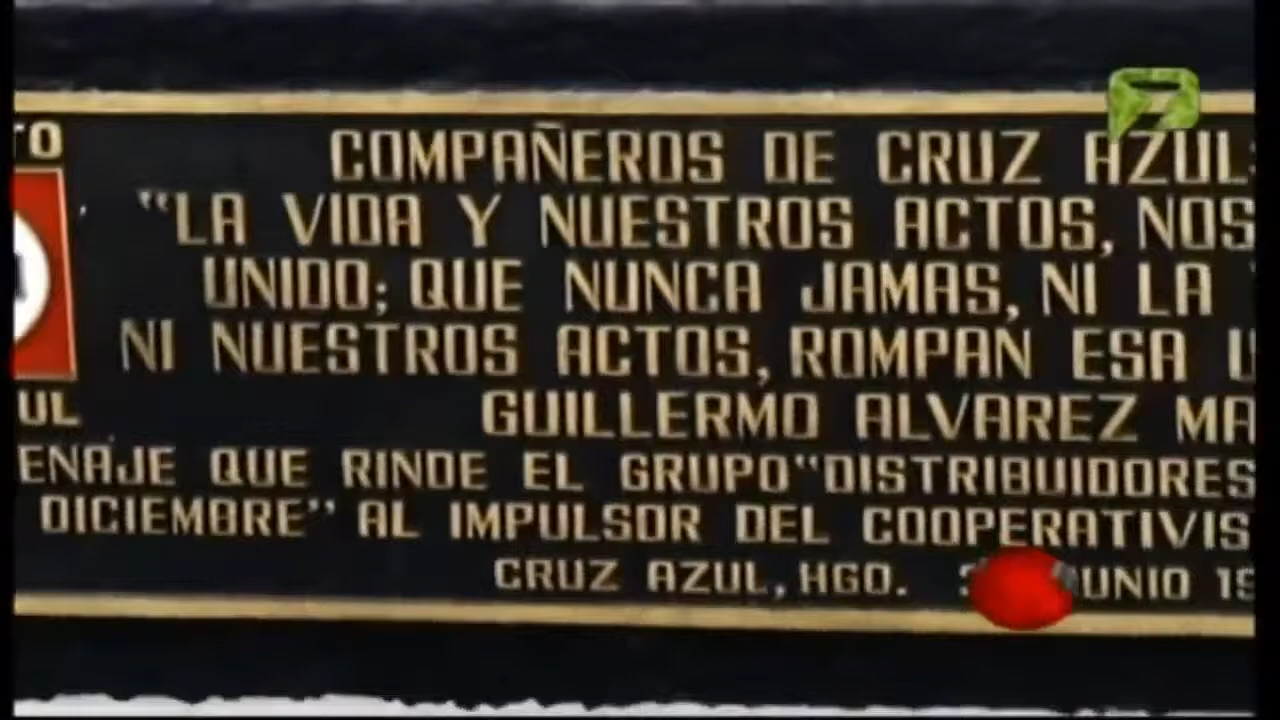 COMPAÑEROS DE CRUZ AZUL:
"LA VIDA Y NUESTROS ACTOS, NOS
UNIDO; QUE NUNCA JAMAS, NI LA
NI NUESTROS ACTOS, ROMPAN ESA
GUILLERMO ALVAREZ MA
ENAJE QUE RINDE EL GRUPO "DISTRIBUIDORES
DICIEMBRE" AL IMPULSOR DEL COOPERATIVIS
CRUZ AZUL, HGO. UNIO 19
TO
UL